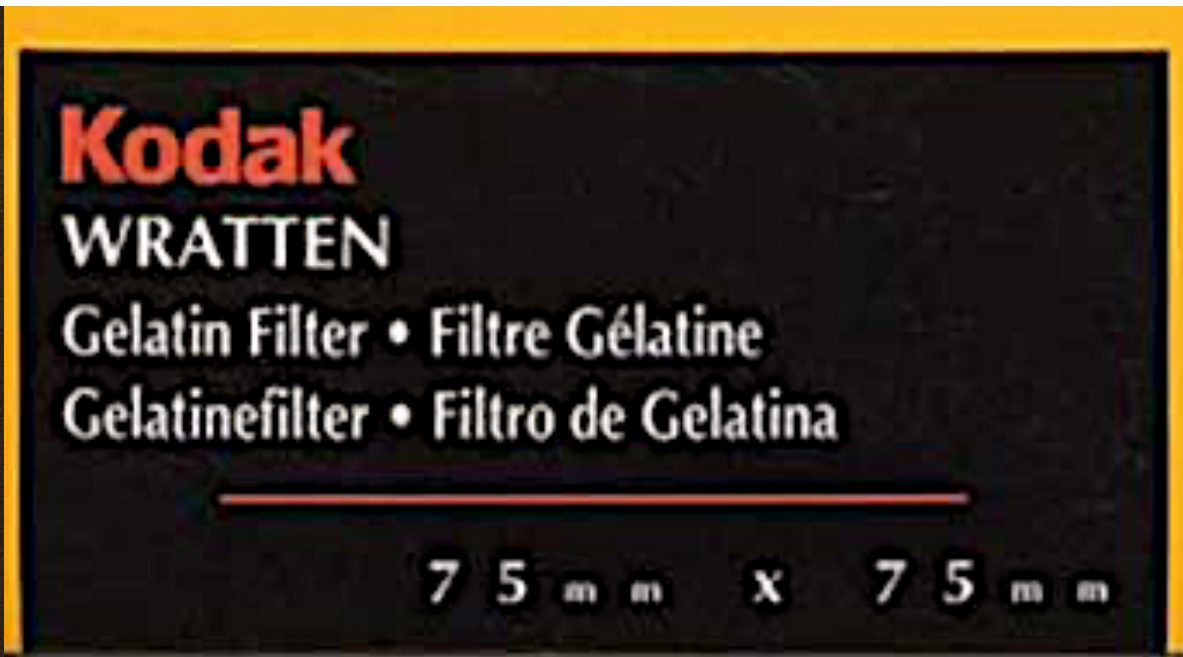 Kodak
WRATTEN
Gelatin Filter • Filtre Gélatine
Gelatinefilter • Filtro de Gelatina
75mm x 75mm